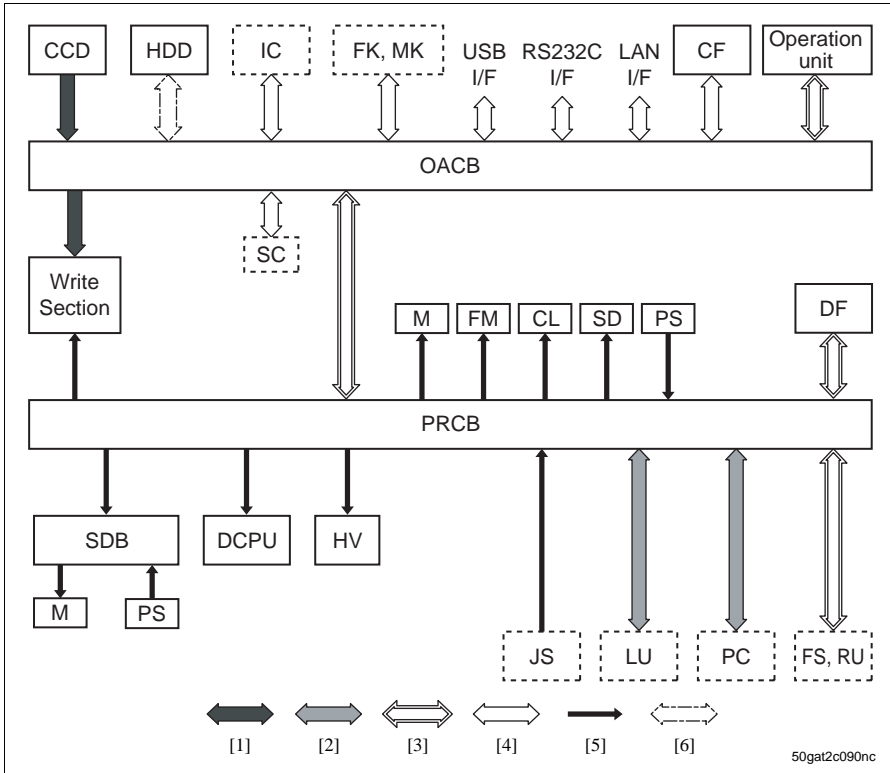 CCD
HDD
IC
FK, MK
USB
I/F
RS232C
I/F
LAN
I/F
CF
Operation
unit
OACB
SC
Write
Section
M
FM
CL
SD
PS
DF
PRCB
SDB
DCPU
HV
M
PS
JS
LU
PC
FS, RU
[1]
[2]
[3]
[4]
[5]
[6]
50gat2c090nc